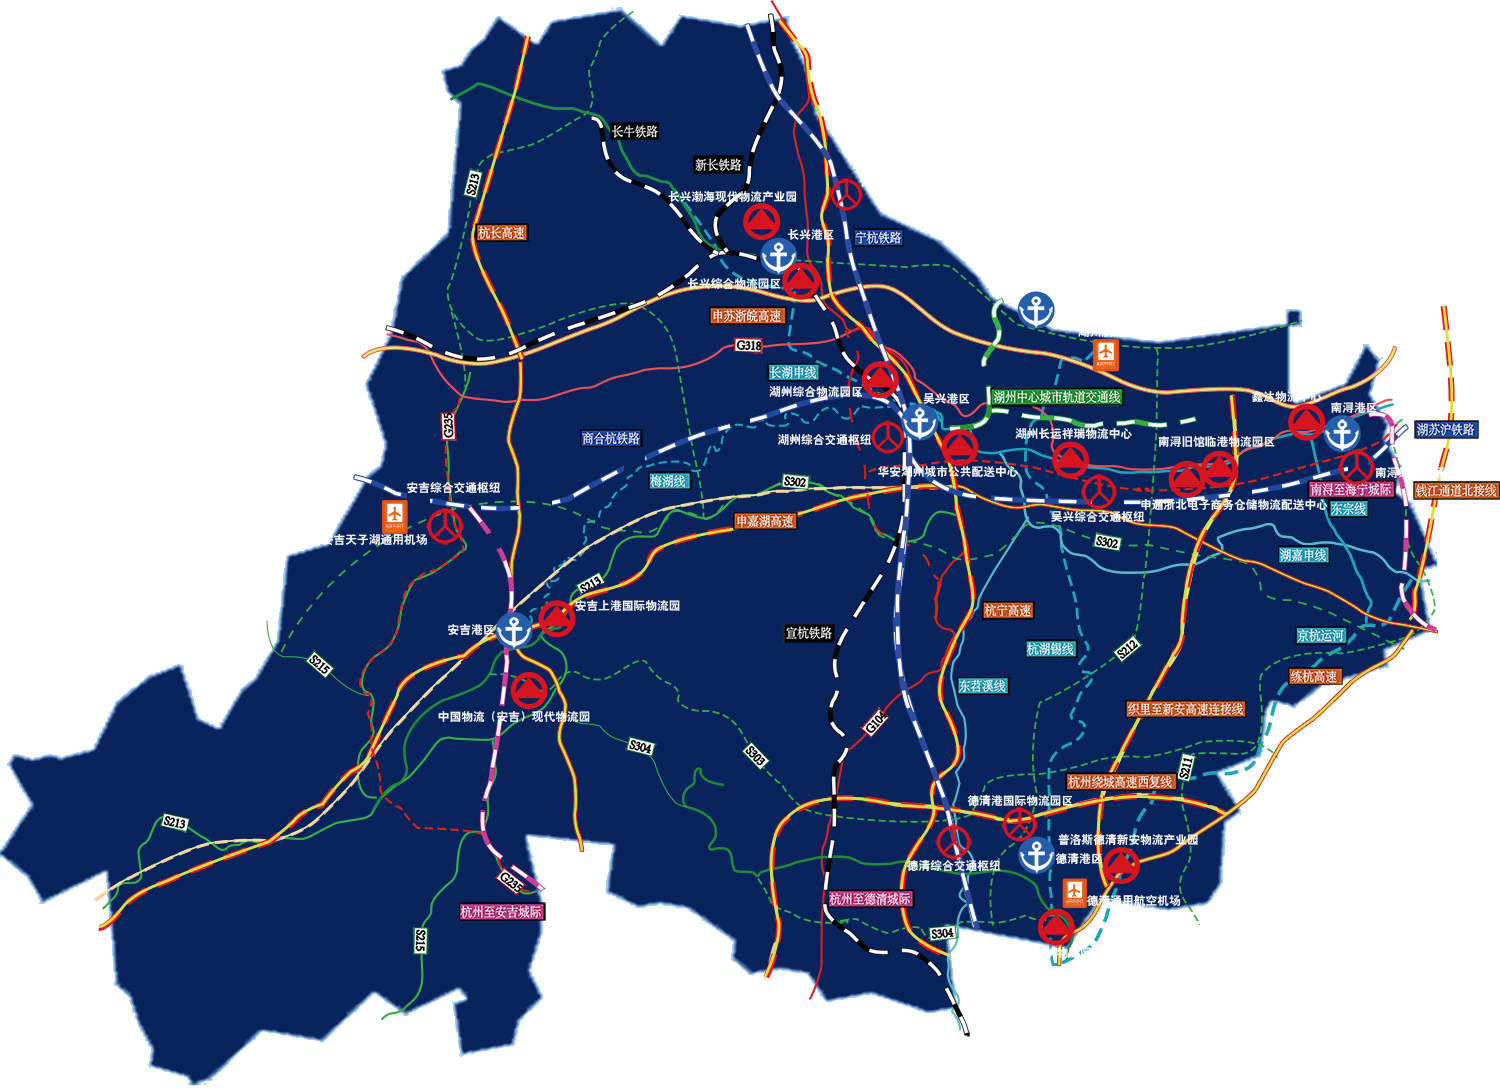 长牛铁路
新长铁路
S213
长兴渤海现代物流产业园
杭长高速
长兴港区
宁杭铁路
长兴综合物流园区
申苏浙皖高速
G318
AIRPORT
长湖申线
湖州综合物流园区
吴兴港区
湖州中心城市轨道交通线
鑫达物流中心
南浔港区
G235
商合杭铁路
湖州综合交通枢纽
湖州长运祥瑞物流中心
南浔旧馆临港物流园区
湖苏沪铁路
华安湖州城市公共配送中心
南浔
梅湖线
S302
安吉综合交通枢纽
南浔至海宁城际
钱江通道北接线
申通浙北电子商务仓储物流配送中心
东宗线
吴兴综合交通枢纽
申嘉湖高速
AIRPORT
安吉天子湖通用机场
S302
湖嘉申线
S213
安吉上港国际物流园
杭宁高速
安吉港区
宣杭铁路
京杭运河
杭湖锡线
S212
S215
练杭高速
东苕溪线
中国物流（安吉）现代物流园
织里至新安高速连接线
G104
S304
S303
S211
杭州绕城高速西复线
德清港国际物流园区
S213
普洛斯德清新安物流产业园
德清港区
德清综合交通枢纽
G235
AIRPORT
杭州至德清城际
德清通用航空机场
杭州至安吉城际
S304
S215